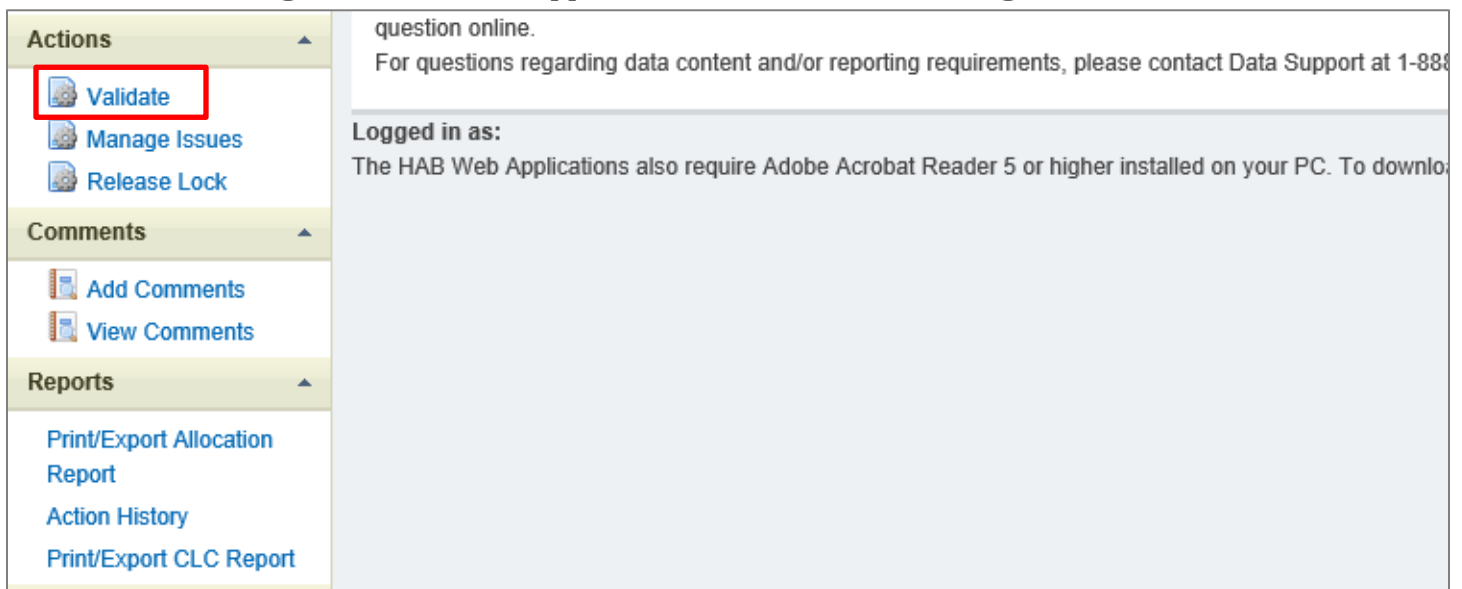 Actions
Validate
Manage Issues
Release Lock
Comments
Add Comments
View Comments
Reports
Print/Export Allocation
Report
Action History
Print/Export CLC Report
question online.
For questions regarding data content and/or reporting requirements, please contact Data Support at 1-888
Logged in as:
The HAB Web Applications also require Adobe Acrobat Reader 5 or higher installed on your PC. To